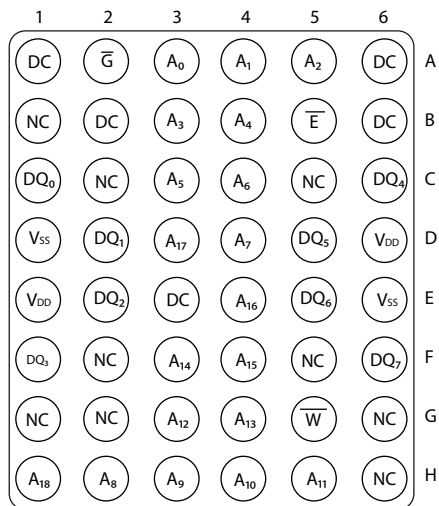 1 2 3 4 5 6
DC G̅ A₀ A₁ A₂ DC A
NC DC A₃ A₄ E̅ DC B
DQ₀ NC A₅ A₆ NC DQ₄ C
VSS DQ₁ A₁₇ A₇ DQ₅ VDD D
VDD DQ₂ DC A₁₆ DQ₆ VSS E
DQ₃ NC A₁₄ A₁₅ NC DQ₇ F
NC NC A₁₂ A₁₃ W̅ NC G
A₁₈ A₈ A₉ A₁₀ A₁₁ NC H